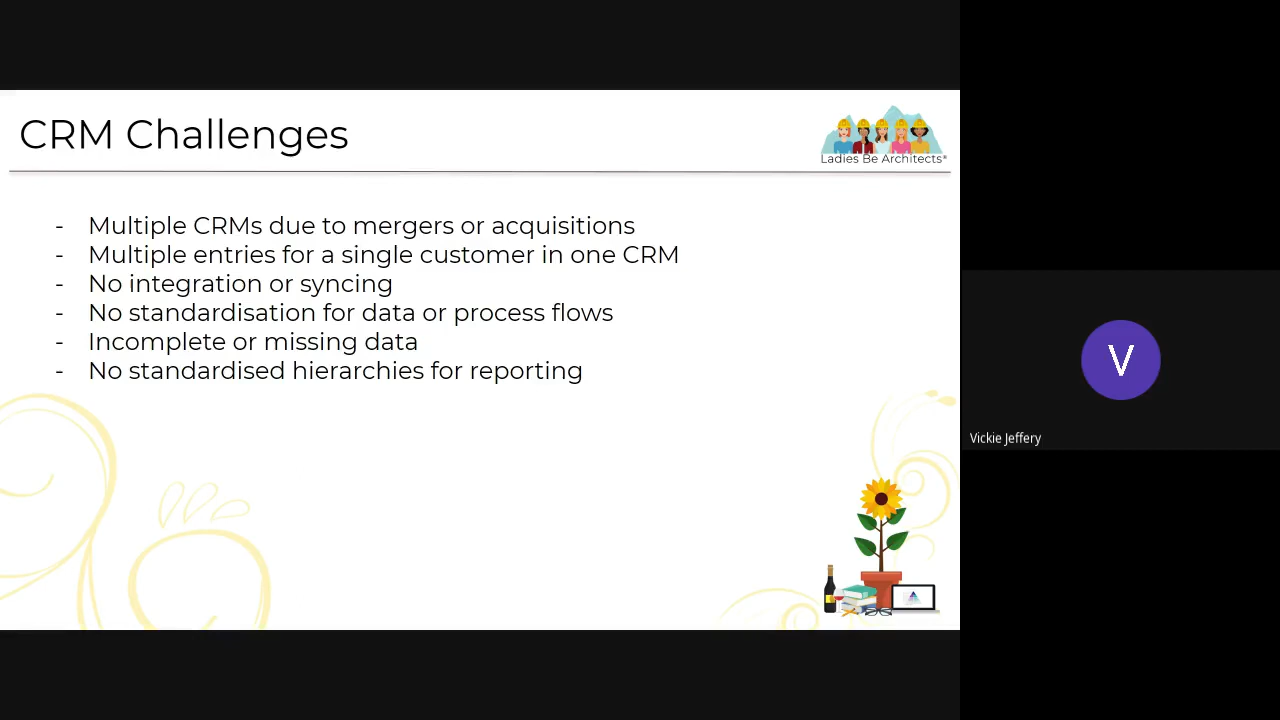 CRM Challenges
Ladies Be Architects*
- Multiple CRMs due to mergers or acquisitions
- Multiple entries for a single customer in one CRM
- No integration or syncing
- No standardisation for data or process flows
- Incomplete or missing data
- No standardised hierarchies for reporting
V
Vickie Jeffery